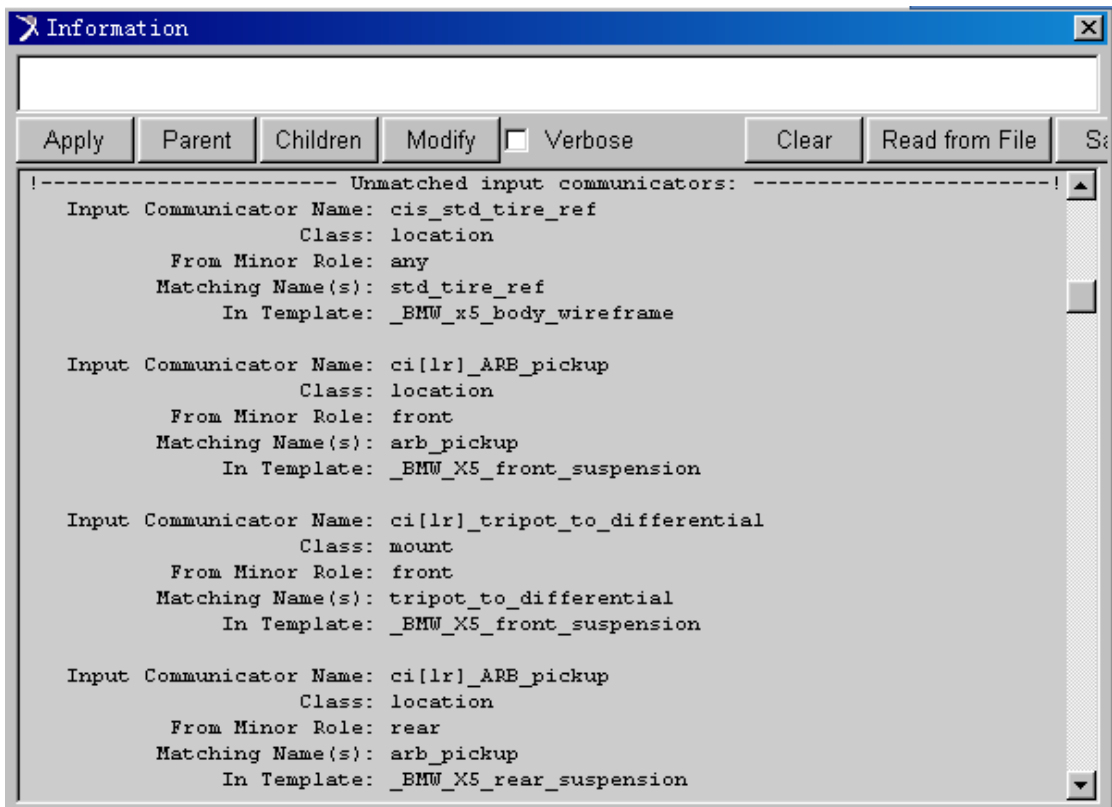 Information
Apply Parent Children Modify Verbose Clear Read from File
!----------------------- Unmatched input communicators: -----------------------!
Input Communicator Name: cis_std_tire_ref
Class: location
From Minor Role: any
Matching Name(s): std_tire_ref
In Template: _BMW_x5_body_wireframe
Input Communicator Name: ci[lr]_ARB_pickup
Class: location
From Minor Role: front
Matching Name(s): arb_pickup
In Template: _BMW_X5_front_suspension
Input Communicator Name: ci[lr]_tripot_to_differential
Class: mount
From Minor Role: front
Matching Name(s): tripot_to_differential
In Template: _BMW_X5_front_suspension
Input Communicator Name: ci[lr]_ARB_pickup
Class: location
From Minor Role: rear
Matching Name(s): arb_pickup
In Template: _BMW_X5_rear_suspension